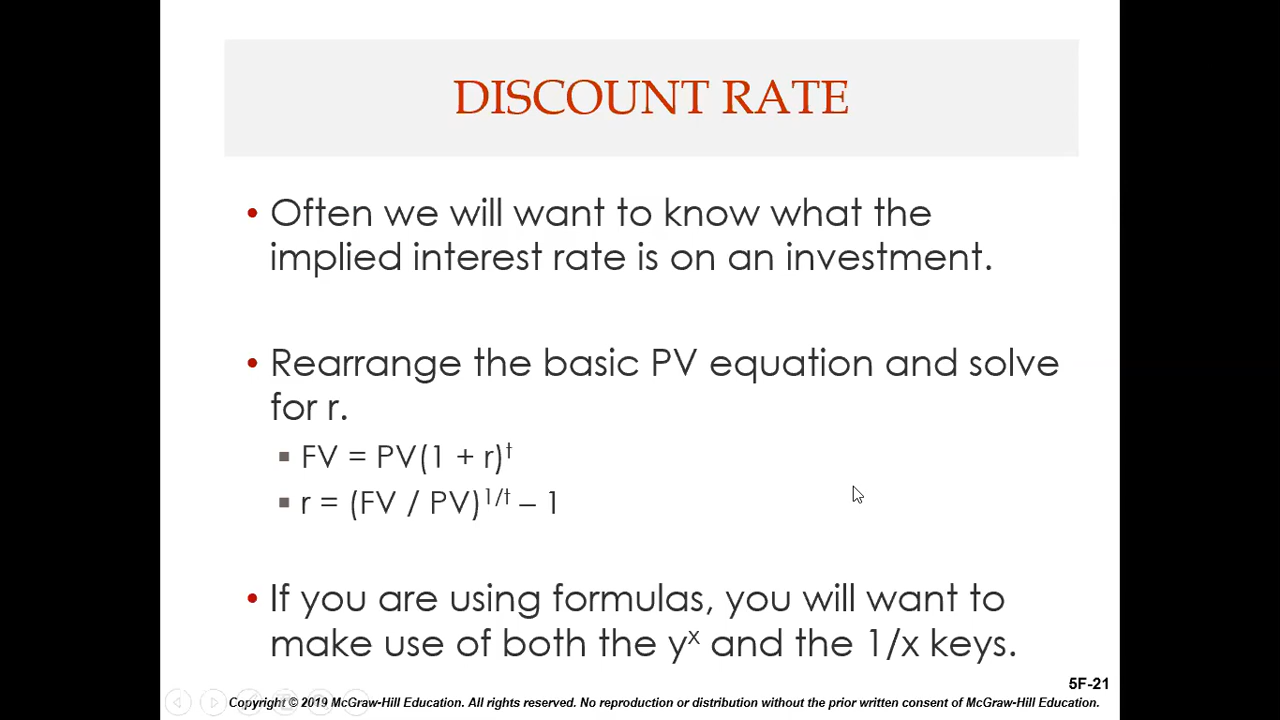 DISCOUNT RATE
• Often we will want to know what the
implied interest rate is on an investment.
• Rearrange the basic PV equation and solve
for r.
▪ FV = PV(1 + r)ᵗ
▪ r = (FV / PV)¹/ᵗ – 1
• If you are using formulas, you will want to
make use of both the yˣ and the 1/x keys.
5F-21
Copyright © 2019 McGraw-Hill Education. All rights reserved. No reproduction or distribution without the prior written consent of McGraw-Hill Education.